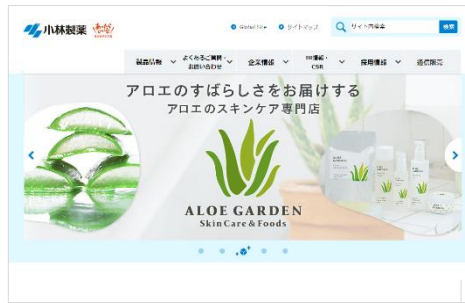 小林製薬
Global Site
サイトマップ
サイト内検索
検索
製品情報
よくあるご質問・
お問い合わせ
企業情報
IR情報・
CSR
採用情報
通信販売
アロエのすばらしさをお届けする
アロエのスキンケア専門店
ALOE GARDEN
Skin Care & Foods